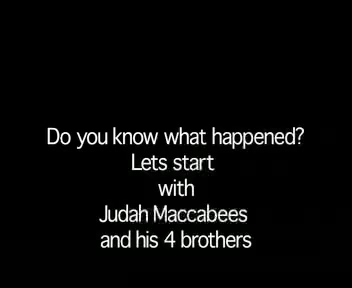 Do you know what happened?
Lets start
with
Judah Maccabees
and his 4 brothers